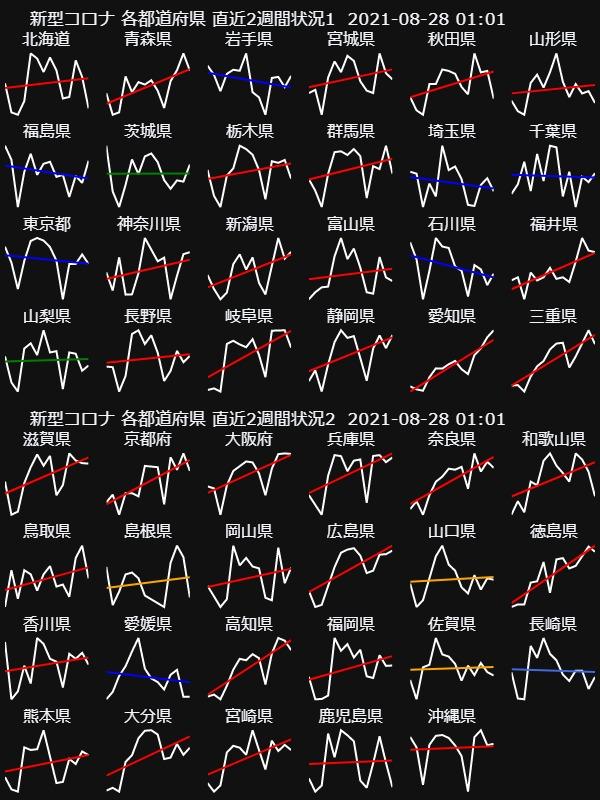 新型コロナ 各都道府県 直近2週間状況1 2021-08-28 01:01
北海道 青森県 岩手県 宮城県 秋田県 山形県
福島県 茨城県 栃木県 群馬県 埼玉県 千葉県
東京都 神奈川県 新潟県 富山県 石川県 福井県
山梨県 長野県 岐阜県 静岡県 愛知県 三重県
新型コロナ 各都道府県 直近2週間状況2 2021-08-28 01:01
滋賀県 京都府 大阪府 兵庫県 奈良県 和歌山県
鳥取県 島根県 岡山県 広島県 山口県 徳島県
香川県 愛媛県 高知県 福岡県 佐賀県 長崎県
熊本県 大分県 宮崎県 鹿児島県 沖縄県